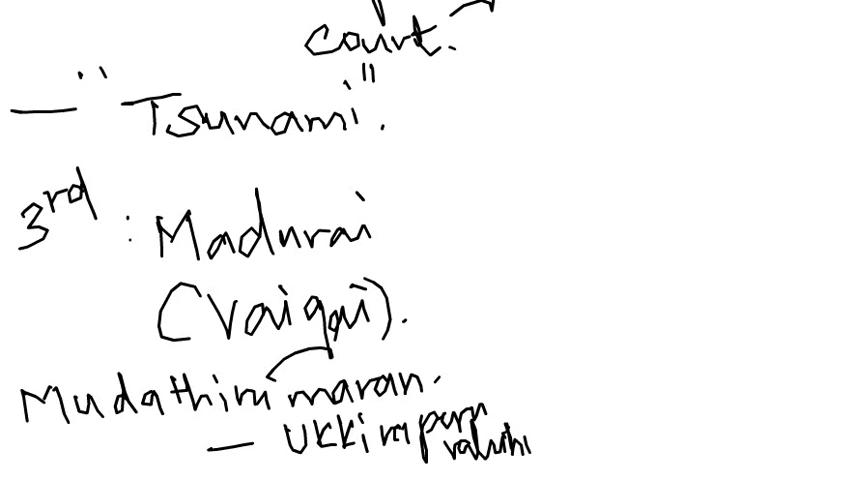 court.
— "Tsunami".
3rd : Madurai
(Vaigai).
Mudathirumaran.
— Ukkiraperu
valuthi